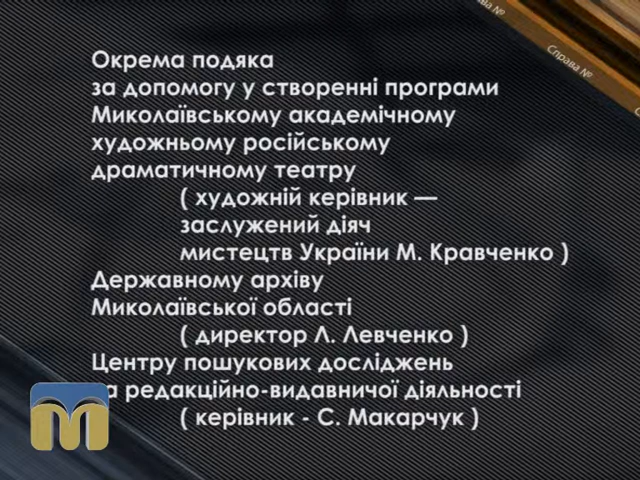 Справа №
Окрема подяка
за допомогу у створенні програми
Миколаївському академічному
художньому російському
драматичному театру
( художній керівник —
заслужений діяч
мистецтв України М. Кравченко )
Державному архіву
Миколаївської області
( директор Л. Левченко )
Центру пошукових досліджень
а редакційно-видавничої діяльності
( керівник - С. Макарчук )
М